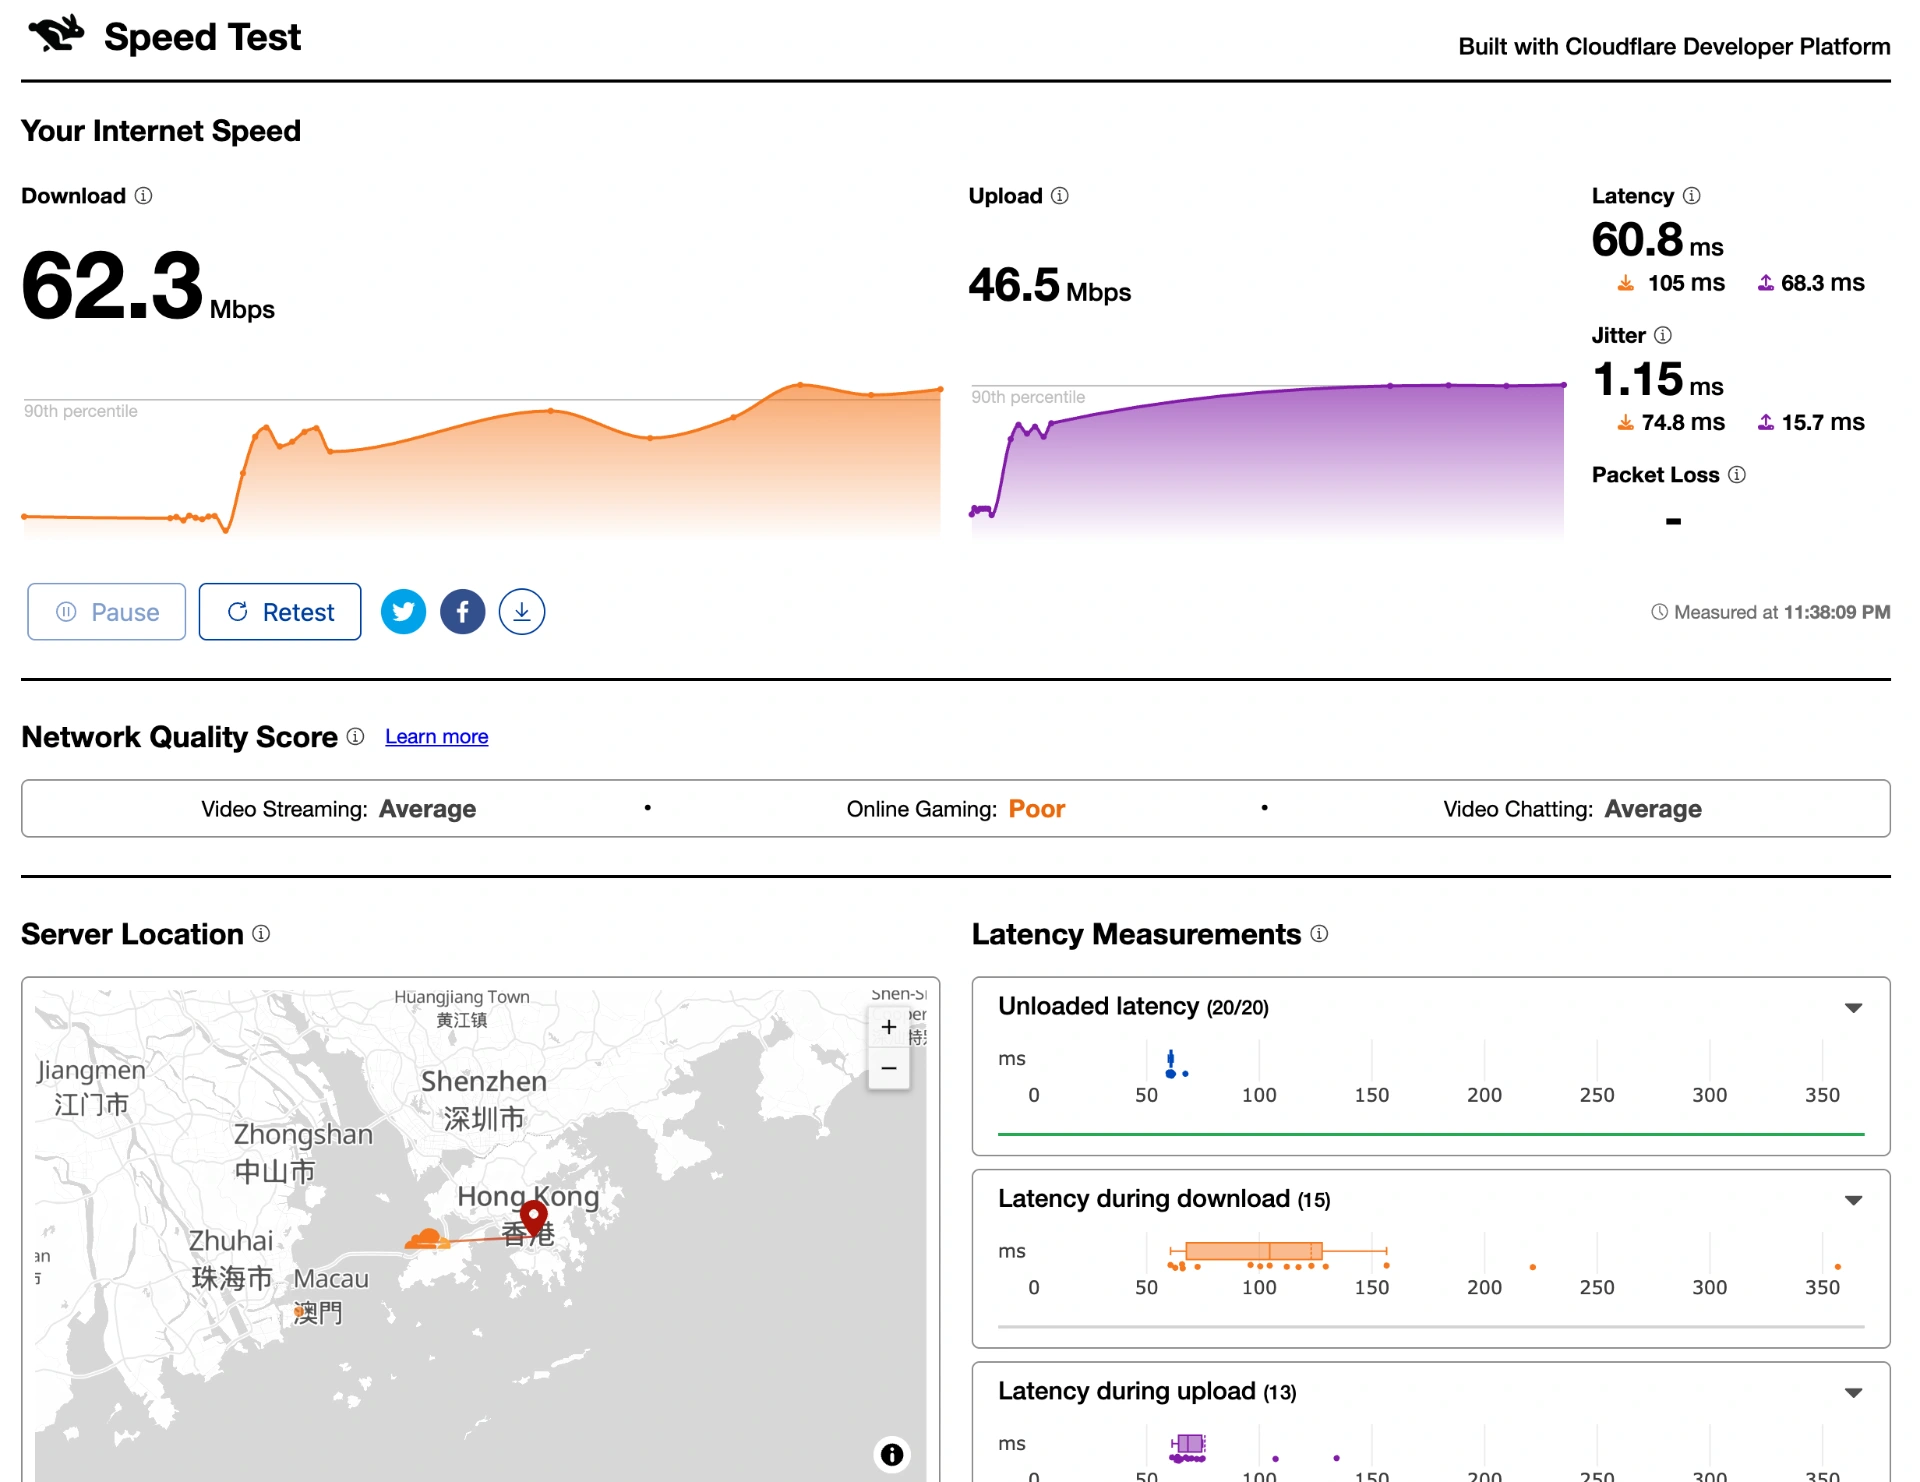 Speed Test
Built with Cloudflare Developer Platform
Your Internet Speed
Download
62.3 Mbps
90th percentile
Upload
46.5 Mbps
90th percentile
Latency
60.8 ms
105 ms 68.3 ms
Jitter
1.15 ms
74.8 ms 15.7 ms
Packet Loss
-
Pause
Retest
Measured at 11:38:09 PM
Network Quality Score
Learn more
Video Streaming: Average · Online Gaming: Poor · Video Chatting: Average
Server Location
Huangjiang Town
黄江镇
Jiangmen
江门市
Shenzhen
深圳市
Zhongshan
中山市
Hong Kong
香港
Zhuhai
珠海市
Macau
澳門
+
−
Latency Measurements
Unloaded latency (20/20)
ms
0 50 100 150 200 250 300 350
Latency during download (15)
ms
0 50 100 150 200 250 300 350
Latency during upload (13)
ms
0 50 100 150 200 250 300 350